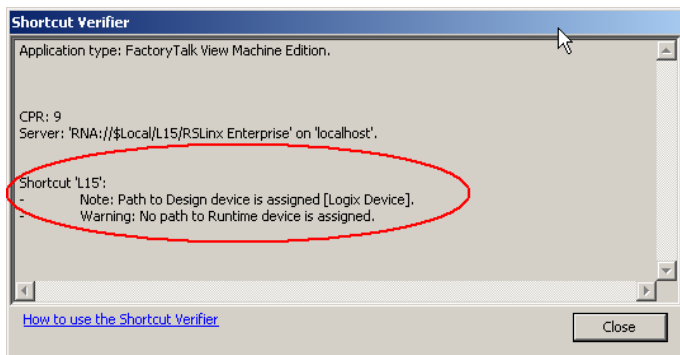 Shortcut Verifier
Application type: FactoryTalk View Machine Edition.
CPR: 9
Server: 'RNA://$Local/L15/RSLinx Enterprise' on 'localhost'.
Shortcut 'L15':
- Note: Path to Design device is assigned [Logix Device].
- Warning: No path to Runtime device is assigned.
How to use the Shortcut Verifier
Close